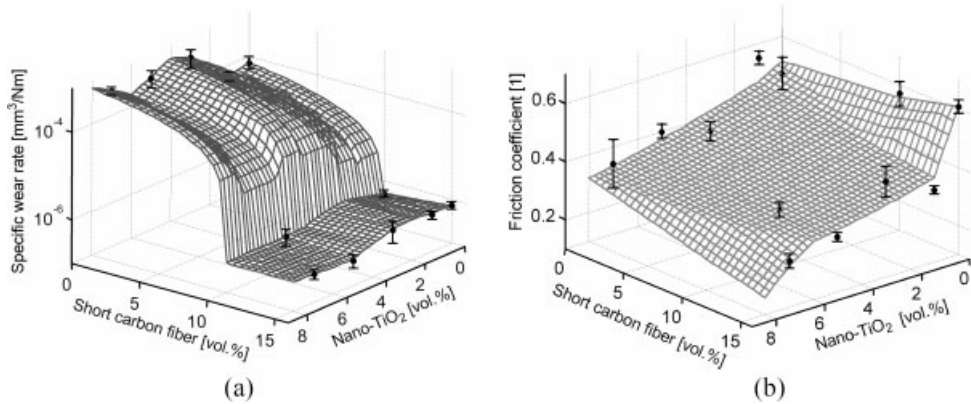 Specific wear rate [mm³/Nm]
10⁻⁴
10⁻⁶
0
5
10
15
Short carbon fiber [vol.%]
8
6
4
2
0
Nano-TiO₂ [vol.%]
(a)
Friction coefficient [1]
0.6
0.4
0.2
0
5
10
15
Short carbon fiber [vol.%]
8
6
4
2
0
Nano-TiO₂ [vol.%]
(b)